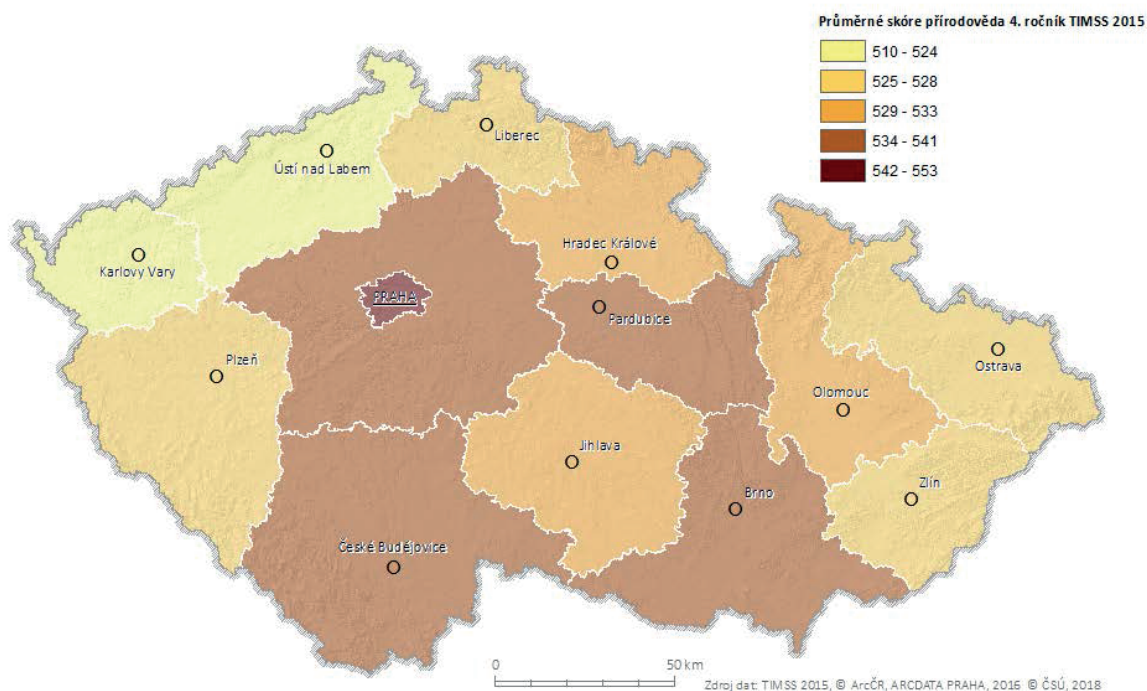 Průměrné skóre přírodověda 4. ročník TIMSS 2015
510 - 524
525 - 528
529 - 533
534 - 541
542 - 553
Liberec
Ústí nad Labem
Hradec Králové
Karlovy Vary
PRAHA
Pardubice
Plzeň
Ostrava
Olomouc
Jihlava
Zlín
Brno
České Budějovice
0 50 km
Zdroj dat: TIMSS 2015, © ArcČR, ARCDATA PRAHA, 2016 © ČSÚ, 2018